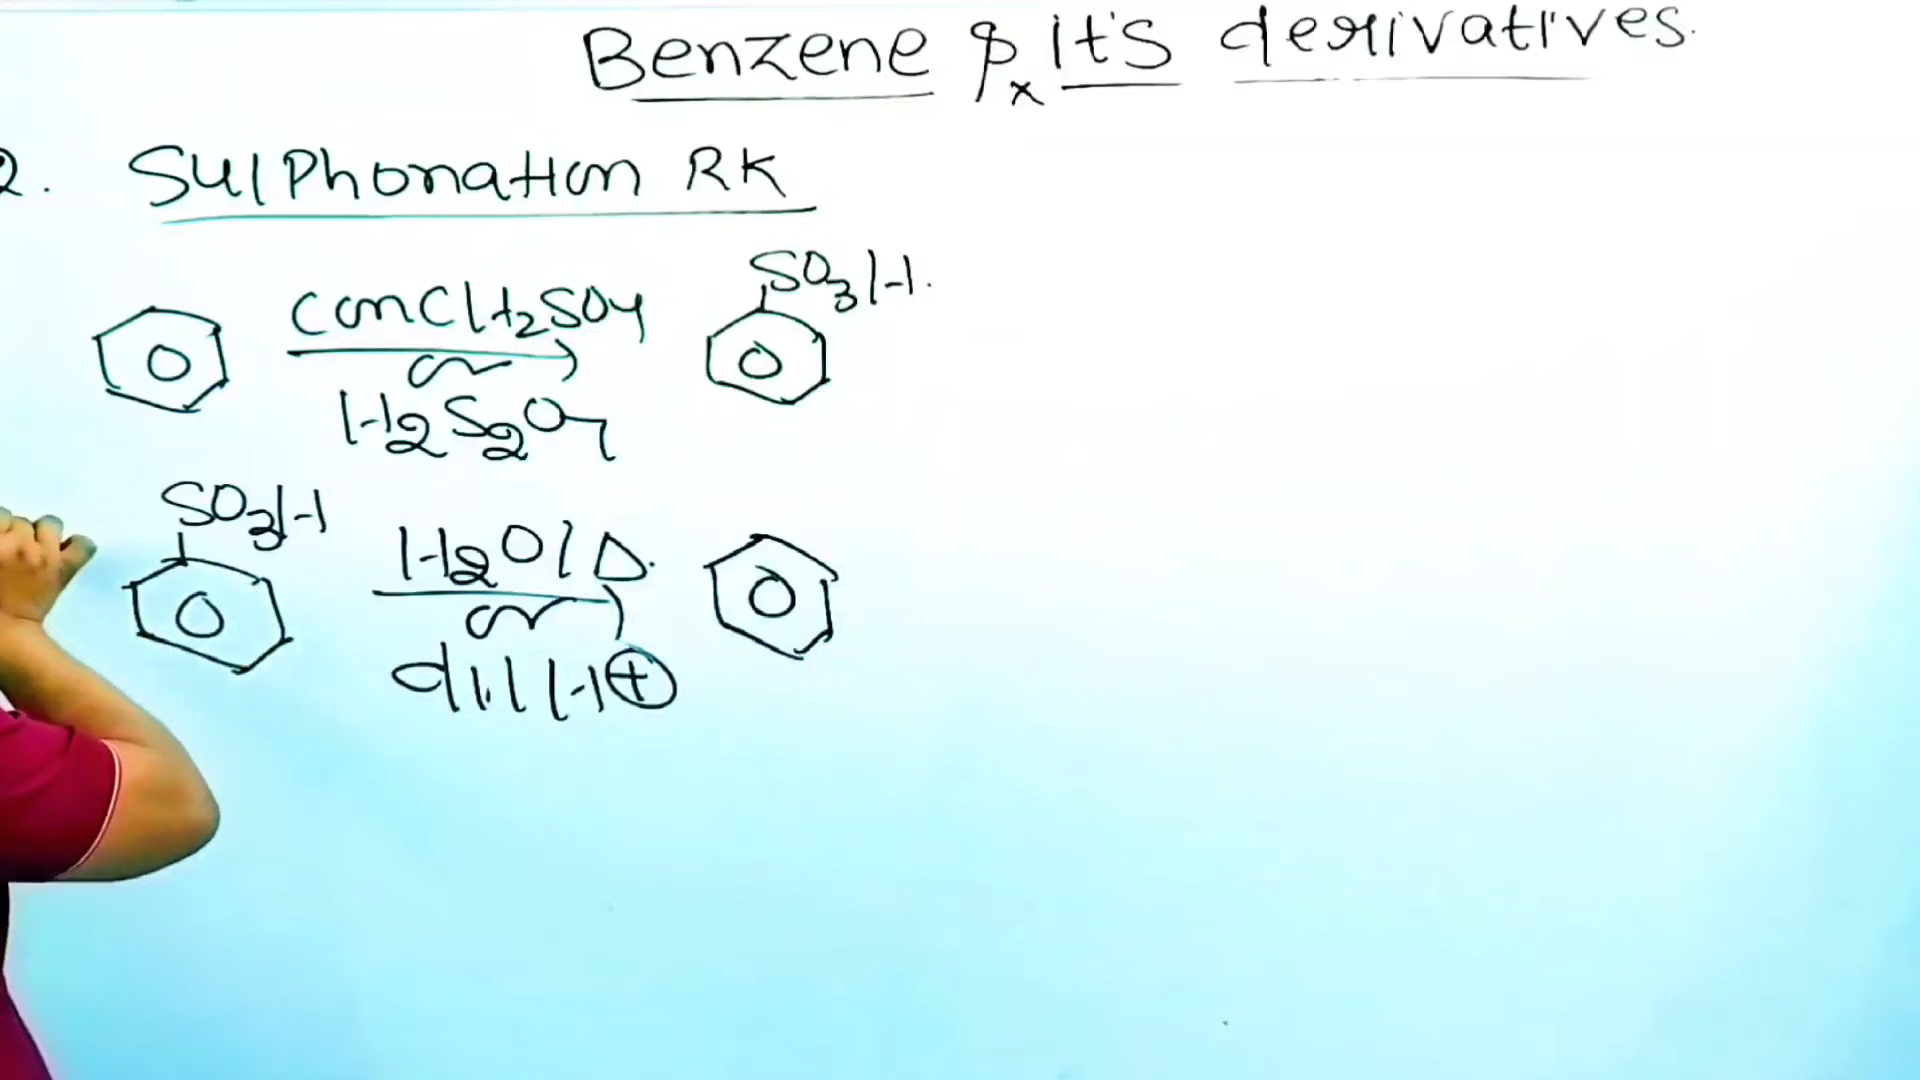 Benzene & It's derivatives.
x
2. Sulphonation RK
SO3H.
conc H2SO4
H2S2O7
SO3H
H2O/Δ.
dil H⊕